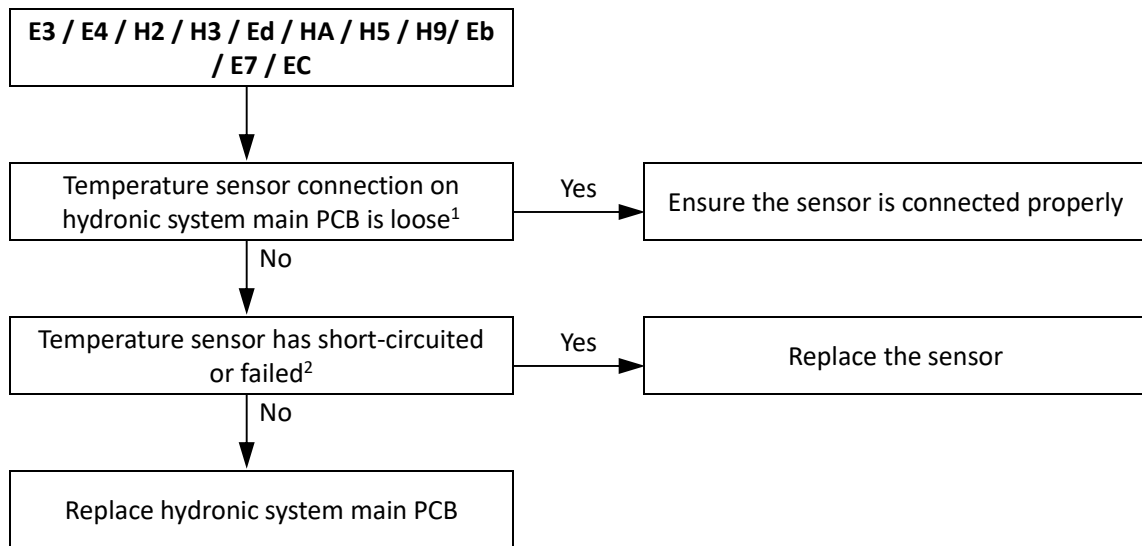 E3 / E4 / H2 / H3 / Ed / HA / H5 / H9/ Eb
/ E7 / EC
Temperature sensor connection on
hydronic system main PCB is loose¹
Yes
Ensure the sensor is connected properly
No
Temperature sensor has short-circuited
or failed²
Yes
Replace the sensor
No
Replace hydronic system main PCB